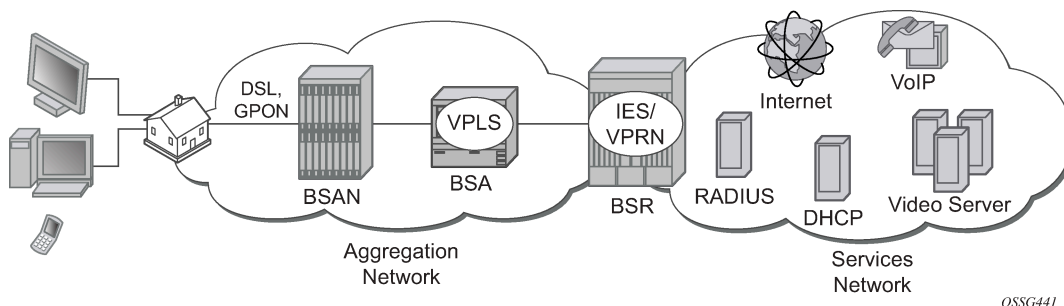 DSL,
GPON
BSAN
VPLS
BSA
IES/
VPRN
BSR
Internet
VoIP
RADIUS
DHCP
Video Server
Aggregation
Network
Services
Network
OSSG441